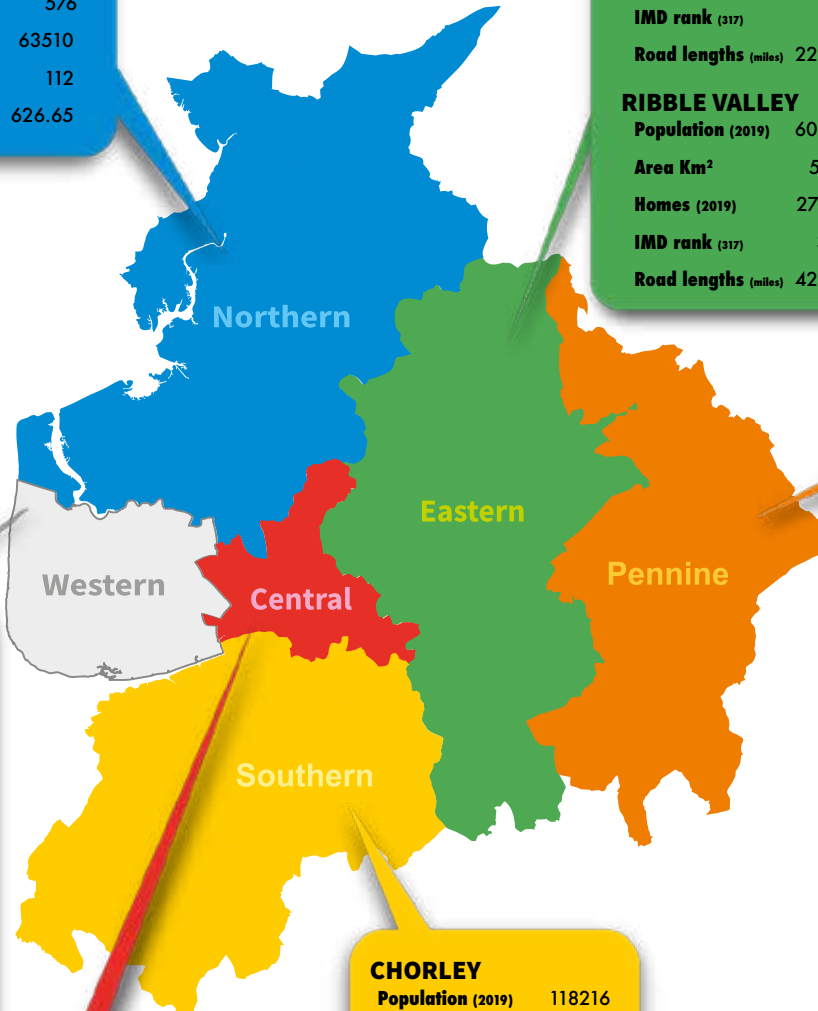 576
63510
112
626.65
IMD rank (317)
Road lengths (miles) 22
RIBBLE VALLEY
Population (2019) 60
Area Km²
Homes (2019) 27
IMD rank (317)
Road lengths (miles) 42
Northern
Eastern
Pennine
Western
Central
Southern
CHORLEY
Population (2019) 118216